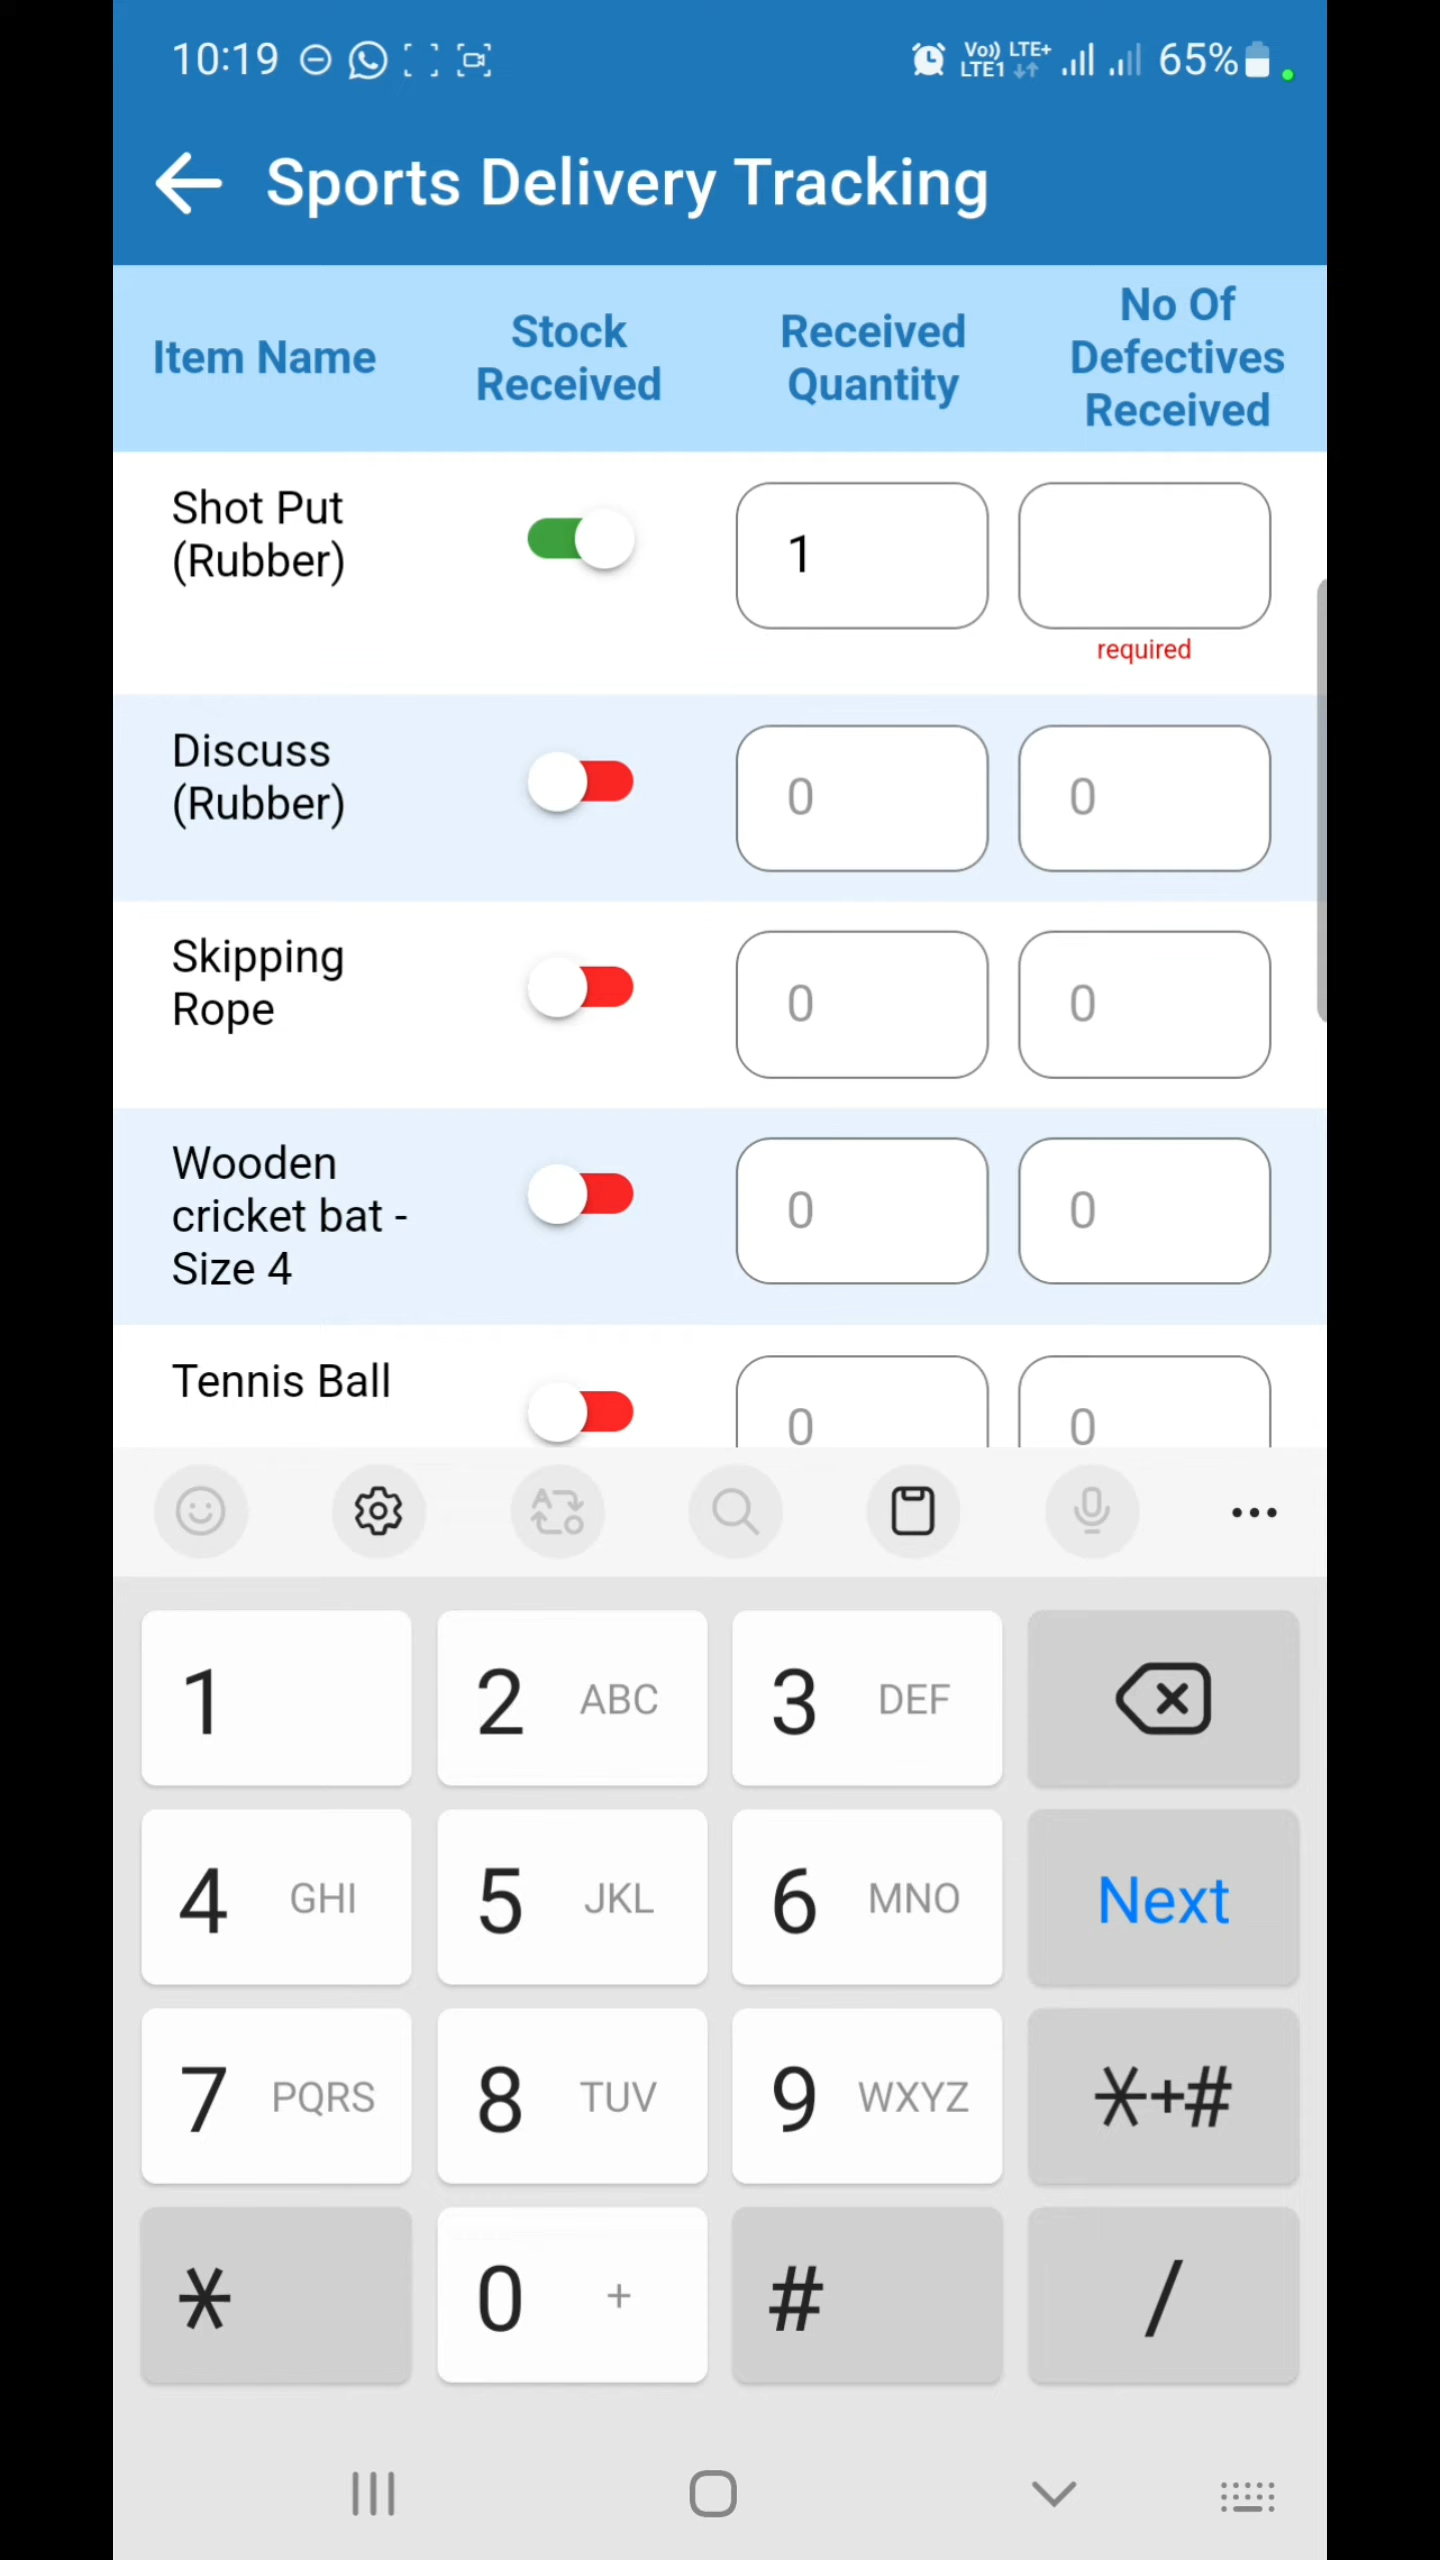 10:19 Vo)) LTE+ LTE1 65%
Sports Delivery Tracking
Item Name
Stock
Received
Received
Quantity
No Of
Defectives
Received
Shot Put
(Rubber)
1
required
Discuss
(Rubber)
0
0
Skipping
Rope
0
0
Wooden
cricket bat -
Size 4
0
0
Tennis Ball
0
0
1
2 ABC
3 DEF
4 GHI
5 JKL
6 MNO
Next
7 PQRS
8 TUV
9 WXYZ
*+#
*
0 +
#
/